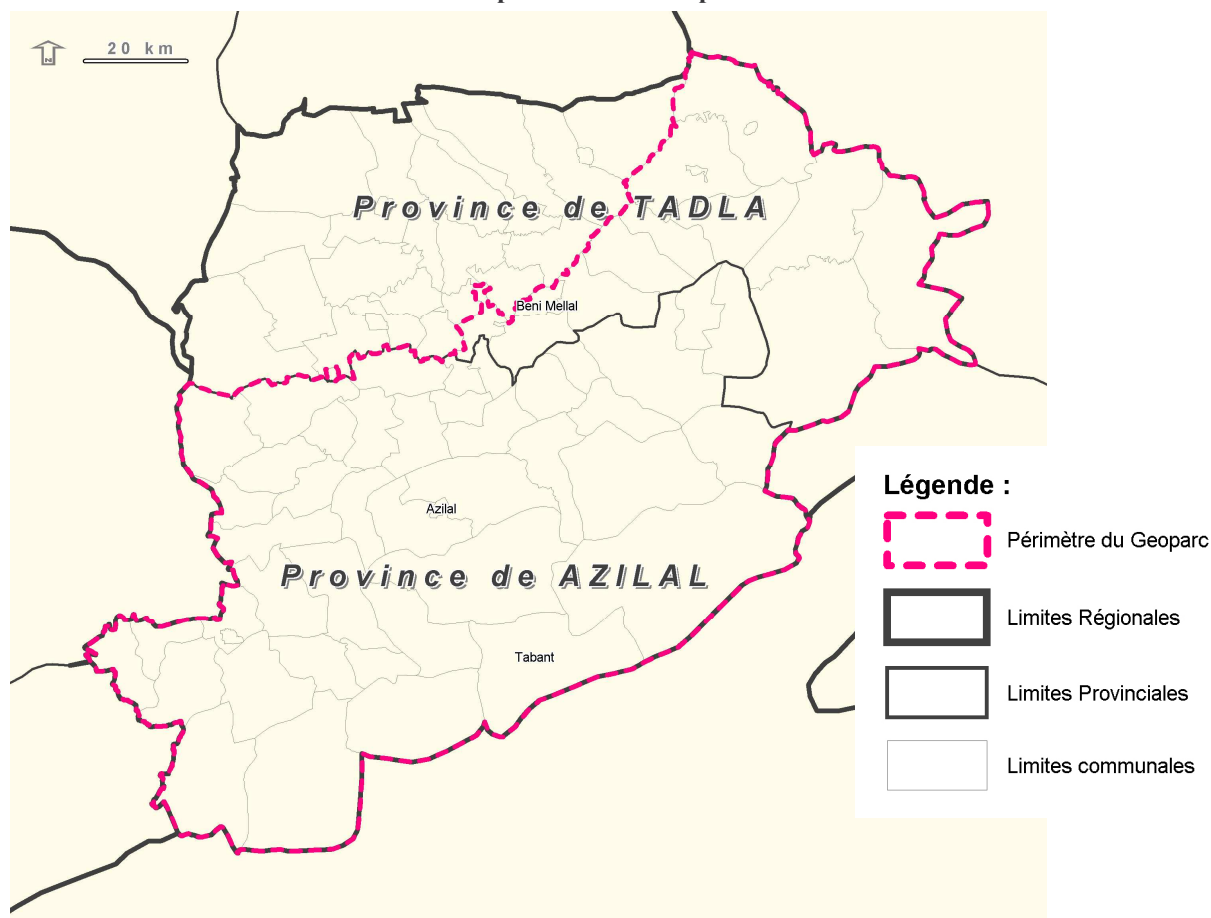 20 km
N
Province de TADLA
Beni Mellal
Azilal
Province de AZILAL
Tabant
Légende :
Périmètre du Geoparc
Limites Régionales
Limites Provinciales
Limites communales